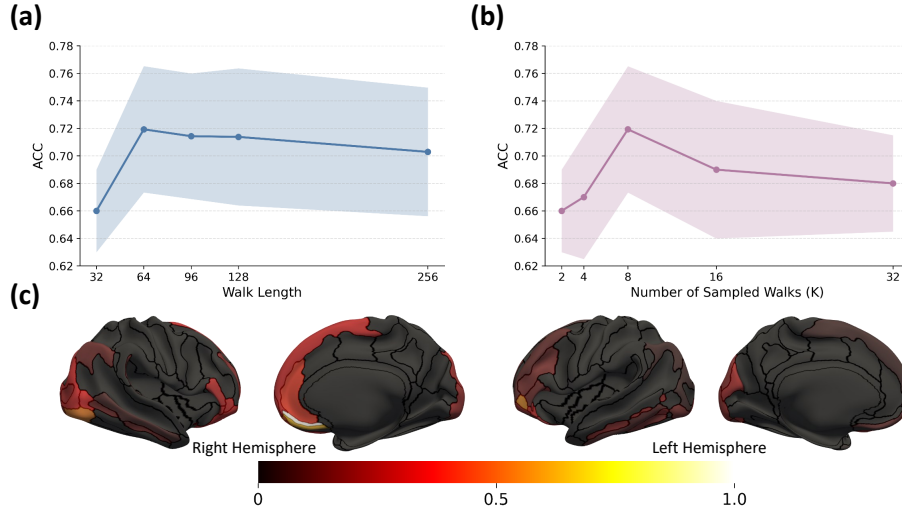 (a)
0.78
0.76
0.74
0.72
0.70
0.68
0.66
0.64
0.62
ACC
32 64 96 128 256
Walk Length
(b)
0.78
0.76
0.74
0.72
0.70
0.68
0.66
0.64
0.62
ACC
2 4 8 16 32
Number of Sampled Walks (K)
(c)
Right Hemisphere Left Hemisphere
0 0.5 1.0